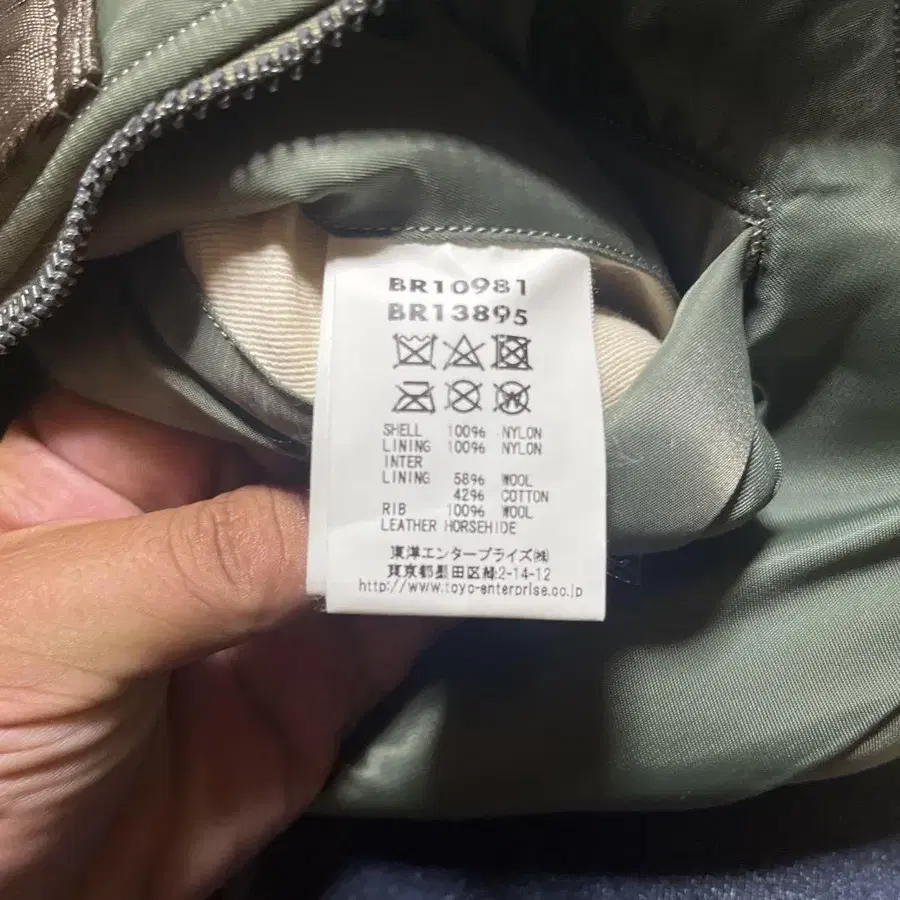 BR10981
BR13895
W
SHELL 100% NYLON
LINING 100% NYLON
INTER
LINING 58% WOOL
42% COTTON
RIB 100% WOOL
LEATHER HORSEHIDE
東洋エンタープライズ㈱
東京都墨田区緑2-14-12
http://www.toyo-enterprise.co.jp